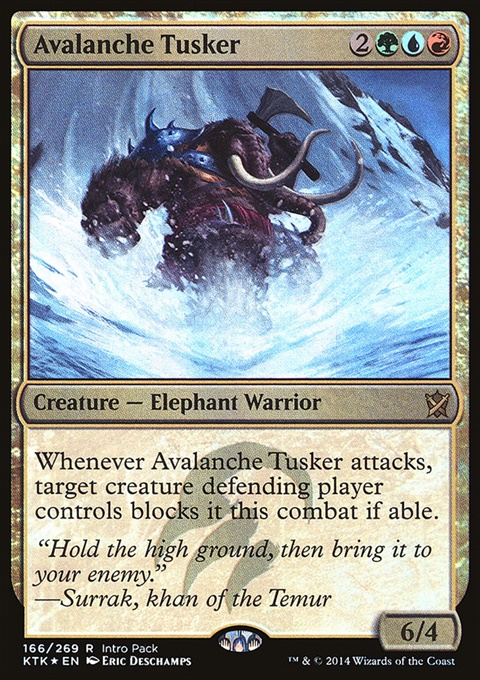 Avalanche Tusker 2
Creature — Elephant Warrior
Whenever Avalanche Tusker attacks,
target creature defending player
controls blocks it this combat if able.
“Hold the high ground, then bring it to
your enemy.”
—Surrak, khan of the Temur
6/4
166/269 R Intro Pack
KTK★EN Eric Deschamps ™ & © 2014 Wizards of the Coast